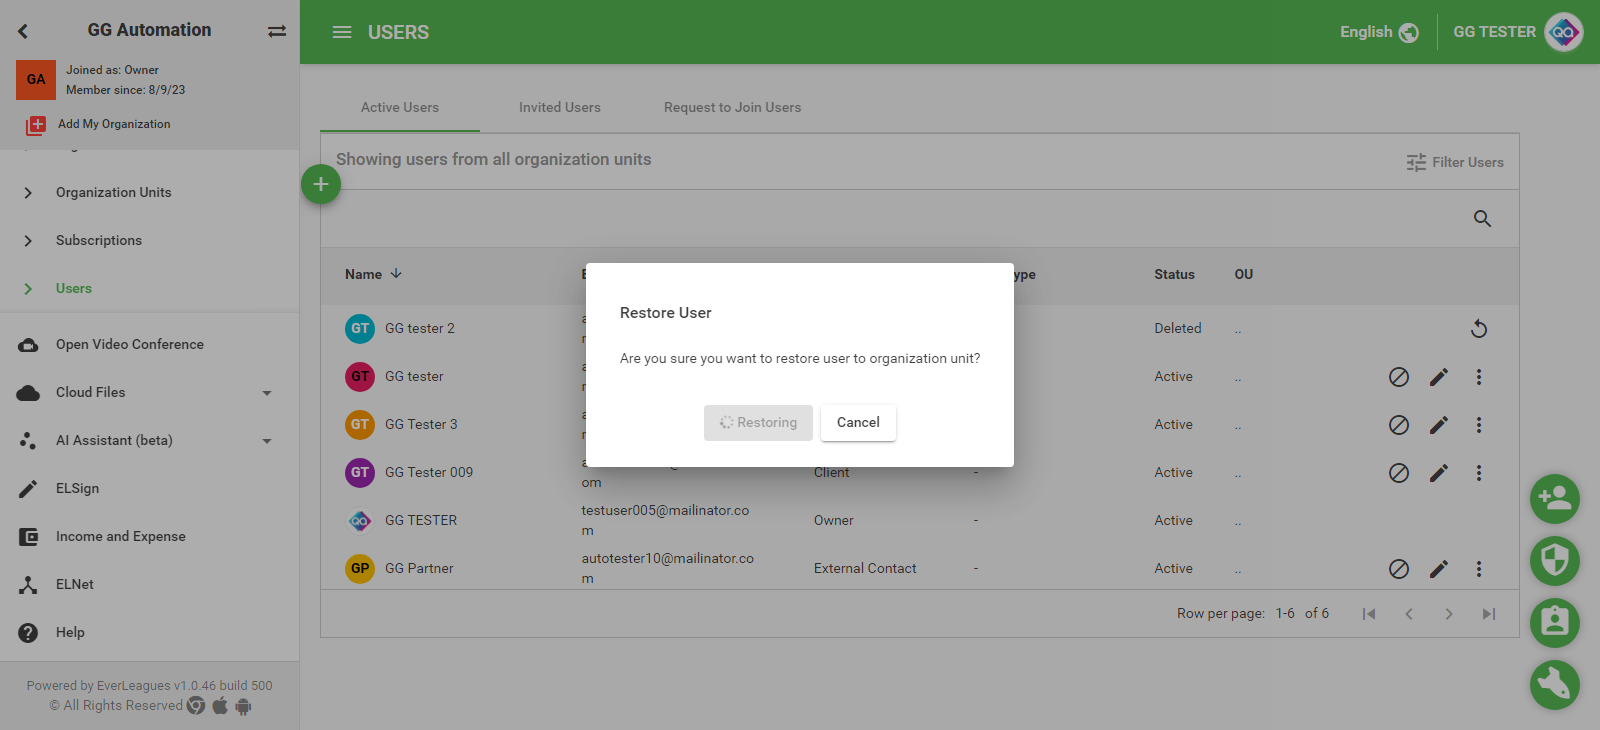 GG Automation
GA
Joined as: Owner
Member since: 8/9/23
Add My Organization
Organization Units
Subscriptions
Users
Open Video Conference
Cloud Files
AI Assistant (beta)
ELSign
Income and Expense
ELNet
Help
Powered by EverLeagues v1.0.46 build 500
© All Rights Reserved
USERS
English
GG TESTER
QA
Active Users
Invited Users
Request to Join Users
Showing users from all organization units
Filter Users
Name
Status
OU
GT GG tester 2 Deleted ..
GT GG tester Active ..
GT GG Tester 3 Active ..
GT GG Tester 009 om Client - Active ..
QA GG TESTER testuser005@mailinator.co
m Owner - Active ..
GP GG Partner autotester10@mailinator.co
m External Contact - Active ..
Row per page: 1-6 of 6
Restore User
Are you sure you want to restore user to organization unit?
Restoring
Cancel